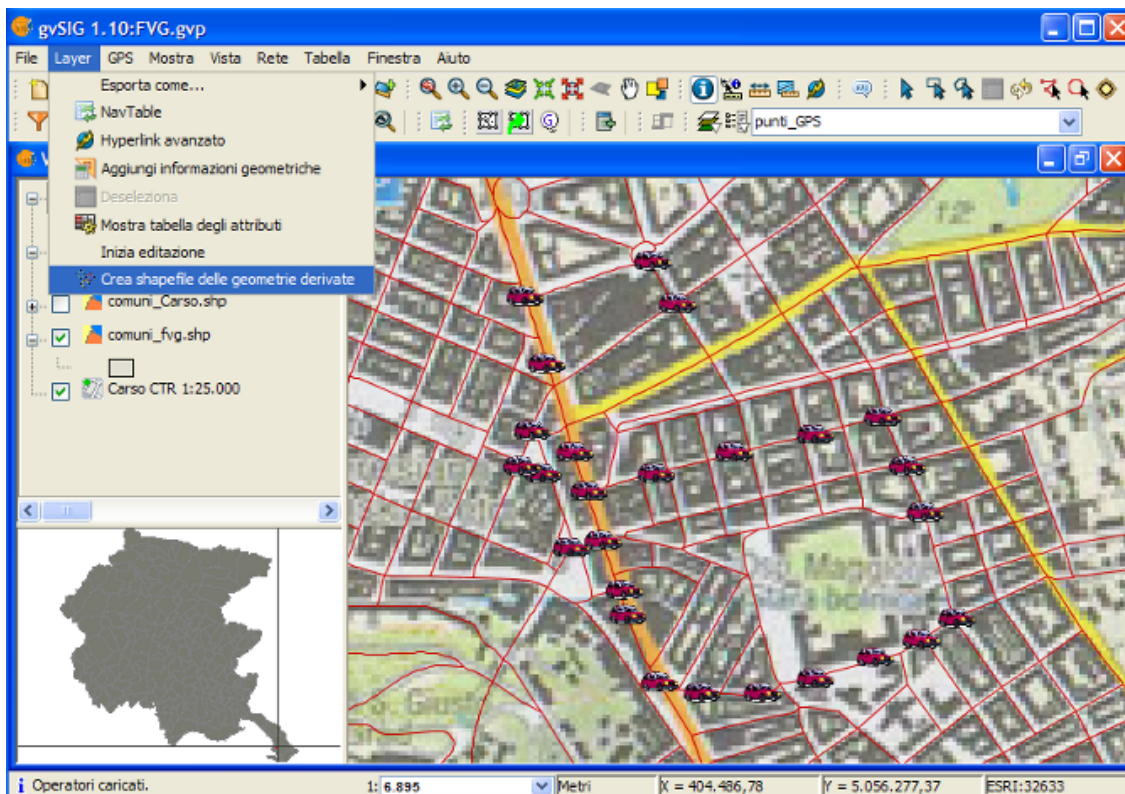 gvSIG 1.10:FVG.gvp
File Layer GPS Mostra Vista Rete Tabella Finestra Aiuto
Esporta come...
NavTable
Hyperlink avanzato
Aggiungi informazioni geometriche
Deseleziona
Mostra tabella degli attributi
Inizia editazione
Crea shapefile delle geometrie derivate
punti_GPS
comuni_Carso.shp
comuni_fvg.shp
Carso CTR 1:25.000
Operatori caricati.
1: 6.895
Metri
X = 404.486,78
Y = 5.056.277,37
ESRI:32633